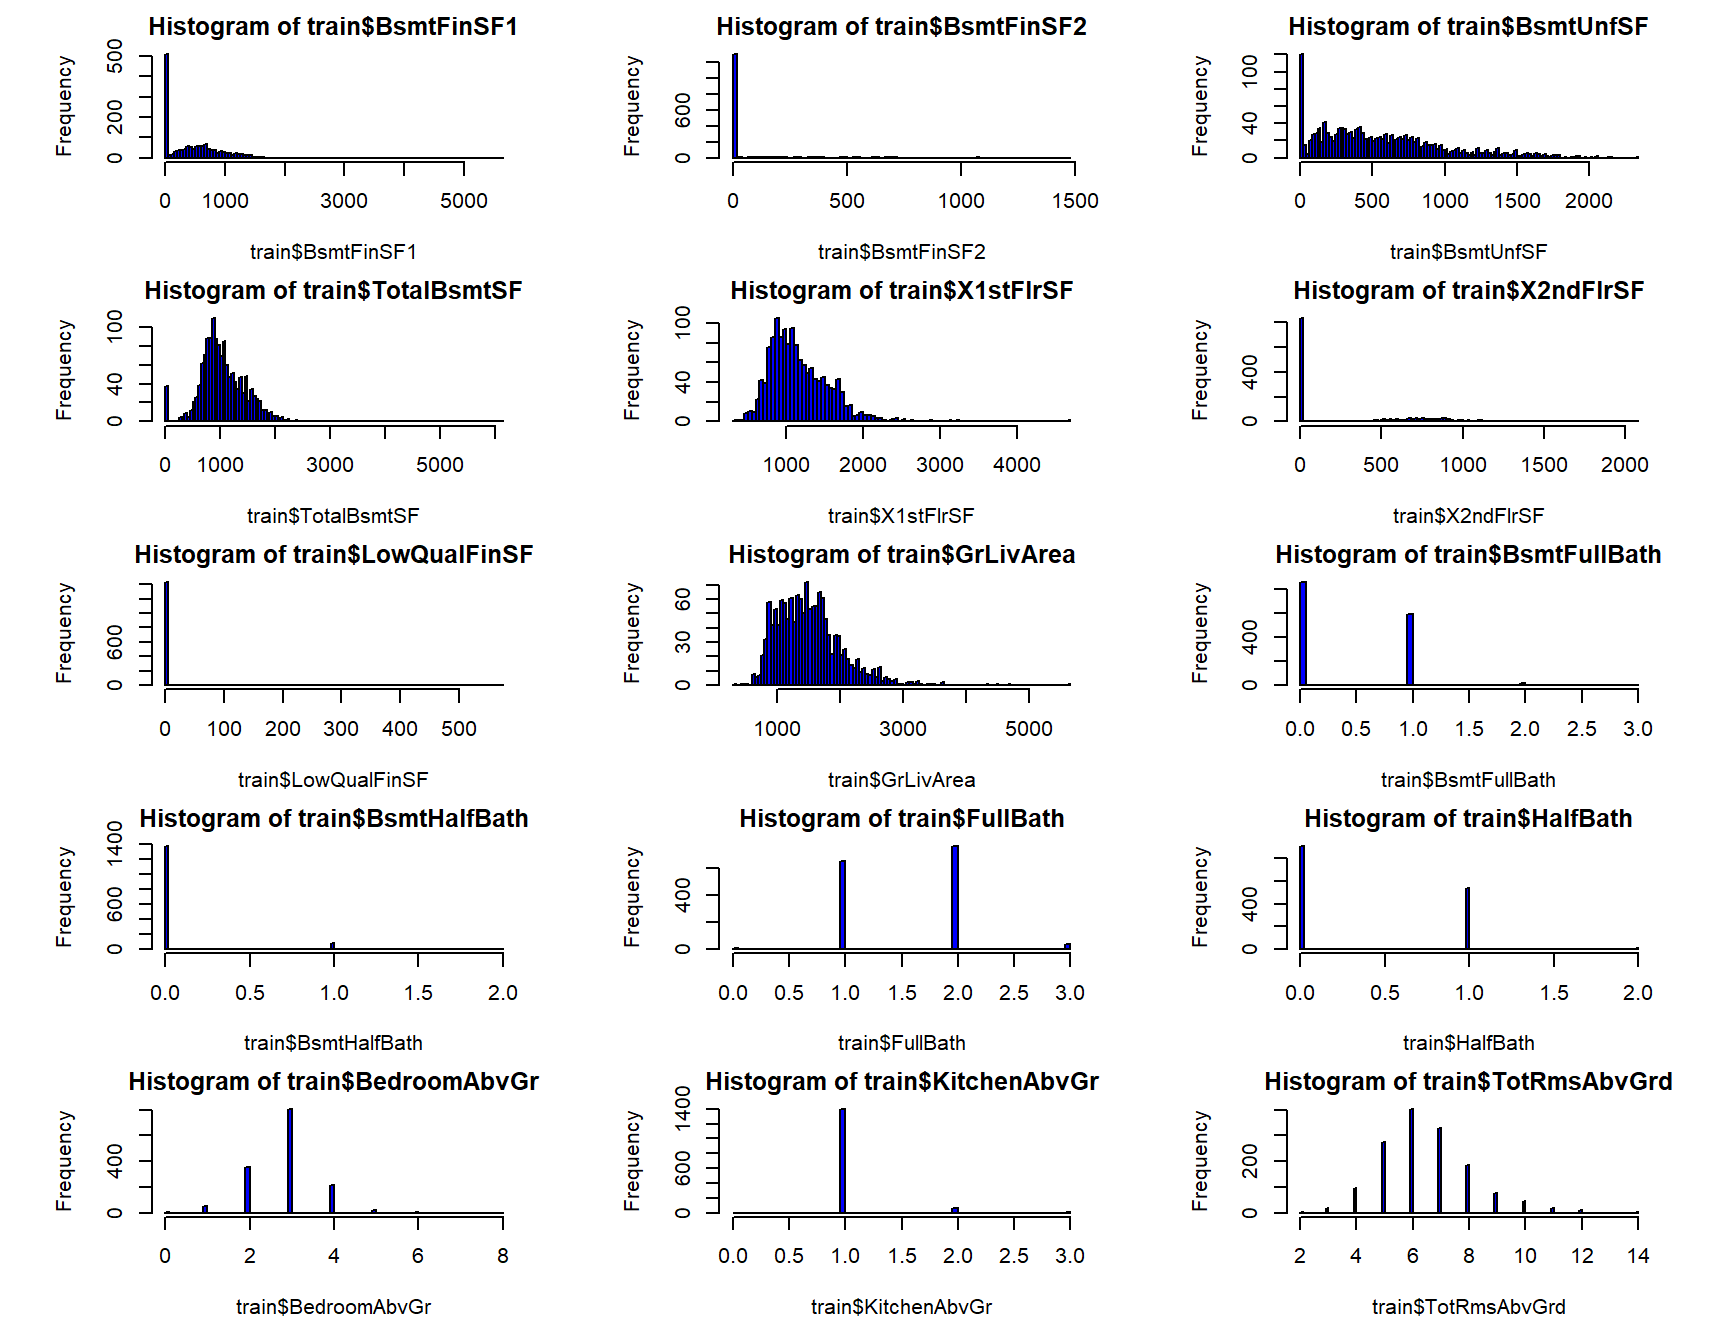 Histogram of train$BsmtFinSF1
Frequency
0 200 500
0 1000 3000 5000
train$BsmtFinSF1
Histogram of train$BsmtFinSF2
Frequency
0 600
0 500 1000 1500
train$BsmtFinSF2
Histogram of train$BsmtUnfSF
Frequency
0 40 100
0 500 1000 2000
train$BsmtUnfSF
Histogram of train$TotalBsmtSF
Frequency
0 40 100
0 1000 3000 5000
train$TotalBsmtSF
Histogram of train$X1stFlrSF
Frequency
0 40 100
1000 2000 3000 4000
train$X1stFlrSF
Histogram of train$X2ndFlrSF
Frequency
0 400
0 500 1000 1500 2000
train$X2ndFlrSF
Histogram of train$LowQualFinSF
Frequency
0 600
0 100 200 300 400 500
train$LowQualFinSF
Histogram of train$GrLivArea
Frequency
0 30 60
1000 3000 5000
train$GrLivArea
Histogram of train$BsmtFullBath
Frequency
0 400
0.0 0.5 1.0 1.5 2.0 2.5 3.0
train$BsmtFullBath
Histogram of train$BsmtHalfBath
Frequency
0 600 1400
0.0 0.5 1.0 1.5 2.0
train$BsmtHalfBath
Histogram of train$FullBath
Frequency
0 400
0.0 0.5 1.0 1.5 2.0 2.5 3.0
train$FullBath
Histogram of train$HalfBath
Frequency
0 400
0.0 0.5 1.0 1.5 2.0
train$HalfBath
Histogram of train$BedroomAbvGr
Frequency
0 400
0 2 4 6 8
train$BedroomAbvGr
Histogram of train$KitchenAbvGr
Frequency
0 600 1400
0.0 0.5 1.0 1.5 2.0 2.5 3.0
train$KitchenAbvGr
Histogram of train$TotRmsAbvGrd
Frequency
0 200
2 4 6 8 10 12 14
train$TotRmsAbvGrd